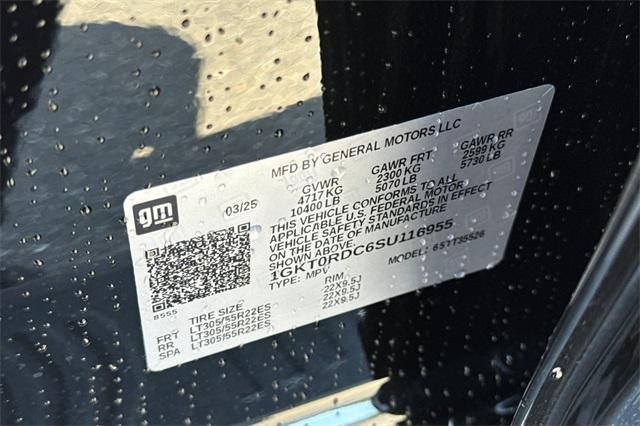 MFD BY GENERAL MOTORS LLC
gm
03/25
GVWR GAWR FRT GAWR RR
4717 KG 2300 KG 2599 KG
10400 LB 5070 LB 5730 LB
THIS VEHICLE CONFORMS TO ALL
APPLICABLE U.S. FEDERAL MOTOR
VEHICLE SAFETY STANDARDS IN EFFECT
ON THE DATE OF MANUFACTURE
SHOWN ABOVE.
1GKT0RDC6SU116955
TYPE: MPV MODEL:
8555
TIRE SIZE RIM
FRT LT305/55R22ES 22X9.5J
RR LT305/55R22ES 22X9.5J
SPA LT305/55R22ES 22X9.5J